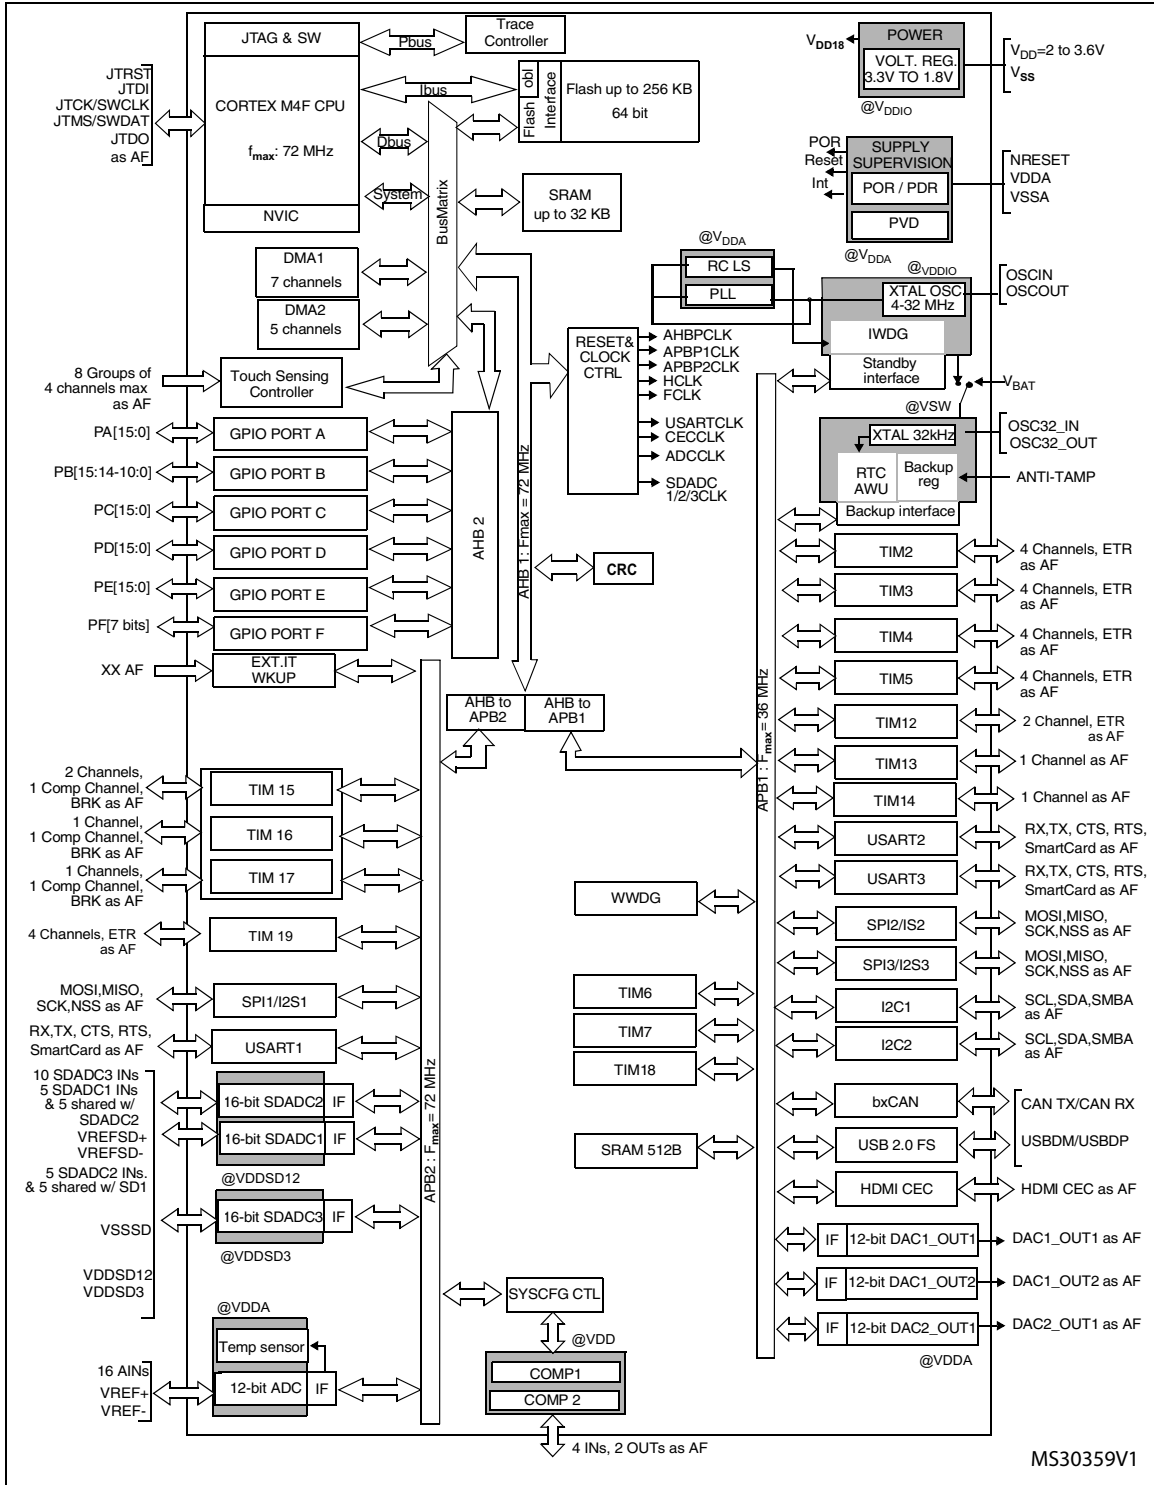 JTAG & SW
Pbus
Trace
Controller
JTRST
JTDI
JTCK/SWCLK
JTMS/SWDAT
JTDO
as AF
CORTEX M4F CPU
fmax: 72 MHz
NVIC
Ibus
Dbus
System
BusMatrix
Flash
obl
Interface
Flash up to 256 KB
64 bit
SRAM
up to 32 KB
VDD18
POWER
VOLT. REG.
3.3V TO 1.8V
@VDDIO
VDD=2 to 3.6V
VSS
POR
Reset
Int
SUPPLY
SUPERVISION
POR / PDR
PVD
@VDDA
NRESET
VDDA
VSSA
DMA1
7 channels
DMA2
5 channels
8 Groups of
4 channels max
as AF
Touch Sensing
Controller
@VDDA
RC LS
PLL
@VDDIO
XTAL OSC
4-32 MHz
IWDG
Standby
interface
OSCIN
OSCOUT
VBAT
@VSW
XTAL 32kHz
RTC
AWU
Backup
reg
Backup interface
OSC32_IN
OSC32_OUT
ANTI-TAMP
RESET&
CLOCK
CTRL
AHBPCLK
APBP1CLK
APBP2CLK
HCLK
FCLK
USARTCLK
CECCLK
ADCCLK
SDADC
1/2/3CLK
PA[15:0]
GPIO PORT A
PB[15:14-10:0]
GPIO PORT B
PC[15:0]
GPIO PORT C
PD[15:0]
GPIO PORT D
PE[15:0]
GPIO PORT E
PF[7 bits]
GPIO PORT F
AHB 2
AHB 1: Fmax = 72 MHz
CRC
XX AF
EXT.IT
WKUP
AHB to
APB2
AHB to
APB1
APB1 : Fmax = 36 MHz
APB2 : Fmax = 72 MHz
2 Channels,
1 Comp Channel,
BRK as AF
TIM 15
1 Channel,
1 Comp Channel,
BRK as AF
TIM 16
1 Channels,
1 Comp Channel,
BRK as AF
TIM 17
4 Channels, ETR
as AF
TIM 19
MOSI,MISO,
SCK,NSS as AF
SPI1/I2S1
RX,TX, CTS, RTS,
SmartCard as AF
USART1
10 SDADC3 INs
5 SDADC1 INs
& 5 shared w/
SDADC2
VREFSD+
VREFSD-
5 SDADC2 INs.
& 5 shared w/ SD1
VSSSD
VDDSD12
VDDSD3
16-bit SDADC2
IF
16-bit SDADC1
IF
@VDDSD12
16-bit SDADC3
IF
@VDDSD3
@VDDA
Temp sensor
12-bit ADC
IF
16 AINs
VREF+
VREF-
WWDG
TIM6
TIM7
TIM18
SRAM 512B
SYSCFG CTL
@VDD
COMP1
COMP 2
4 INs, 2 OUTs as AF
TIM2
4 Channels, ETR
as AF
TIM3
4 Channels, ETR
as AF
TIM4
4 Channels, ETR
as AF
TIM5
4 Channels, ETR
as AF
TIM12
2 Channel, ETR
as AF
TIM13
1 Channel as AF
TIM14
1 Channel as AF
USART2
RX,TX, CTS, RTS,
SmartCard as AF
USART3
RX,TX, CTS, RTS,
SmartCard as AF
SPI2/IS2
MOSI,MISO,
SCK,NSS as AF
SPI3/I2S3
MOSI,MISO,
SCK,NSS as AF
I2C1
SCL,SDA,SMBA
as AF
I2C2
SCL,SDA,SMBA
as AF
bxCAN
CAN TX/CAN RX
USB 2.0 FS
USBDM/USBDP
HDMI CEC
HDMI CEC as AF
IF
12-bit DAC1_OUT1
DAC1_OUT1 as AF
IF
12-bit DAC1_OUT2
DAC1_OUT2 as AF
IF
12-bit DAC2_OUT1
DAC2_OUT1 as AF
@VDDA
MS30359V1